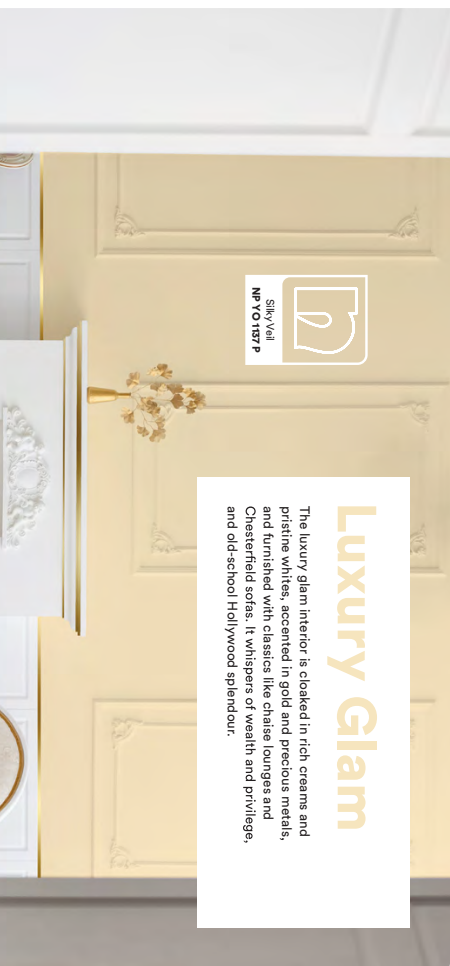 Silky Veil
NP YO 1137 P
Luxury Glam
The luxury glam interior is cloaked in rich creams and
pristine whites, accented in gold and precious metals,
and furnished with classics like chaise lounges and
Chesterfield sofas. It whispers of wealth and privilege,
and old-school Hollywood splendour.